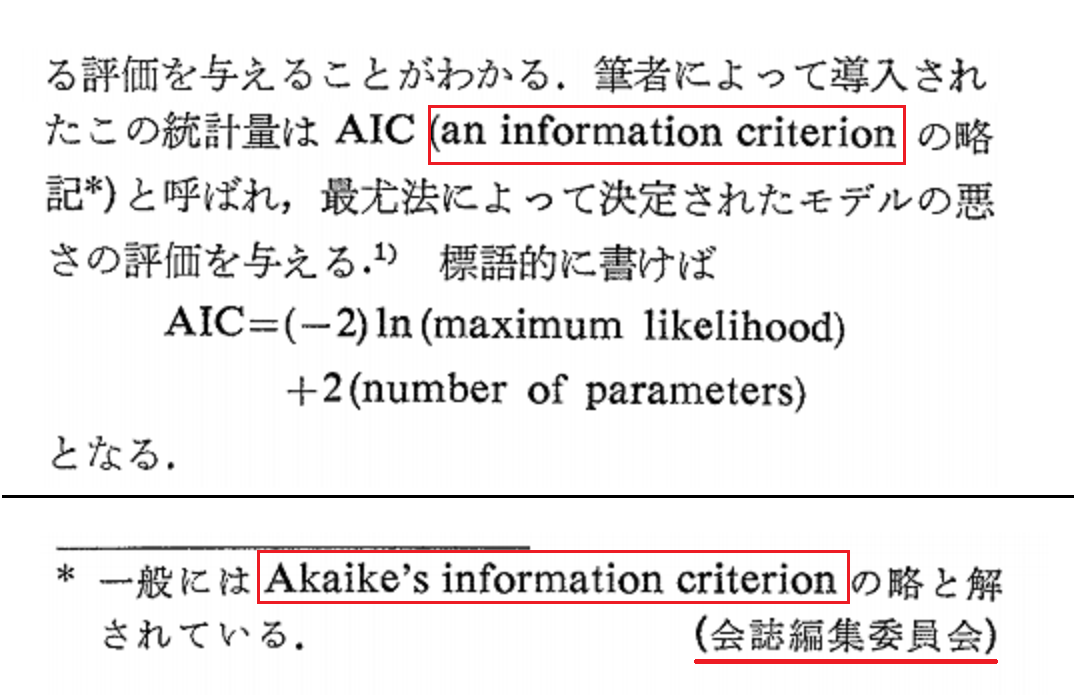 る評価を与えることがわかる．筆者によって導入され
たこの統計量は AIC (an information criterion の略
記*)と呼ばれ，最尤法によって決定されたモデルの悪
さの評価を与える.¹⁾ 標語的に書けば
AIC=(−2)ln(maximum likelihood)
+2(number of parameters)
となる．
* 一般には Akaike’s information criterion の略と解
されている． (会誌編集委員会)